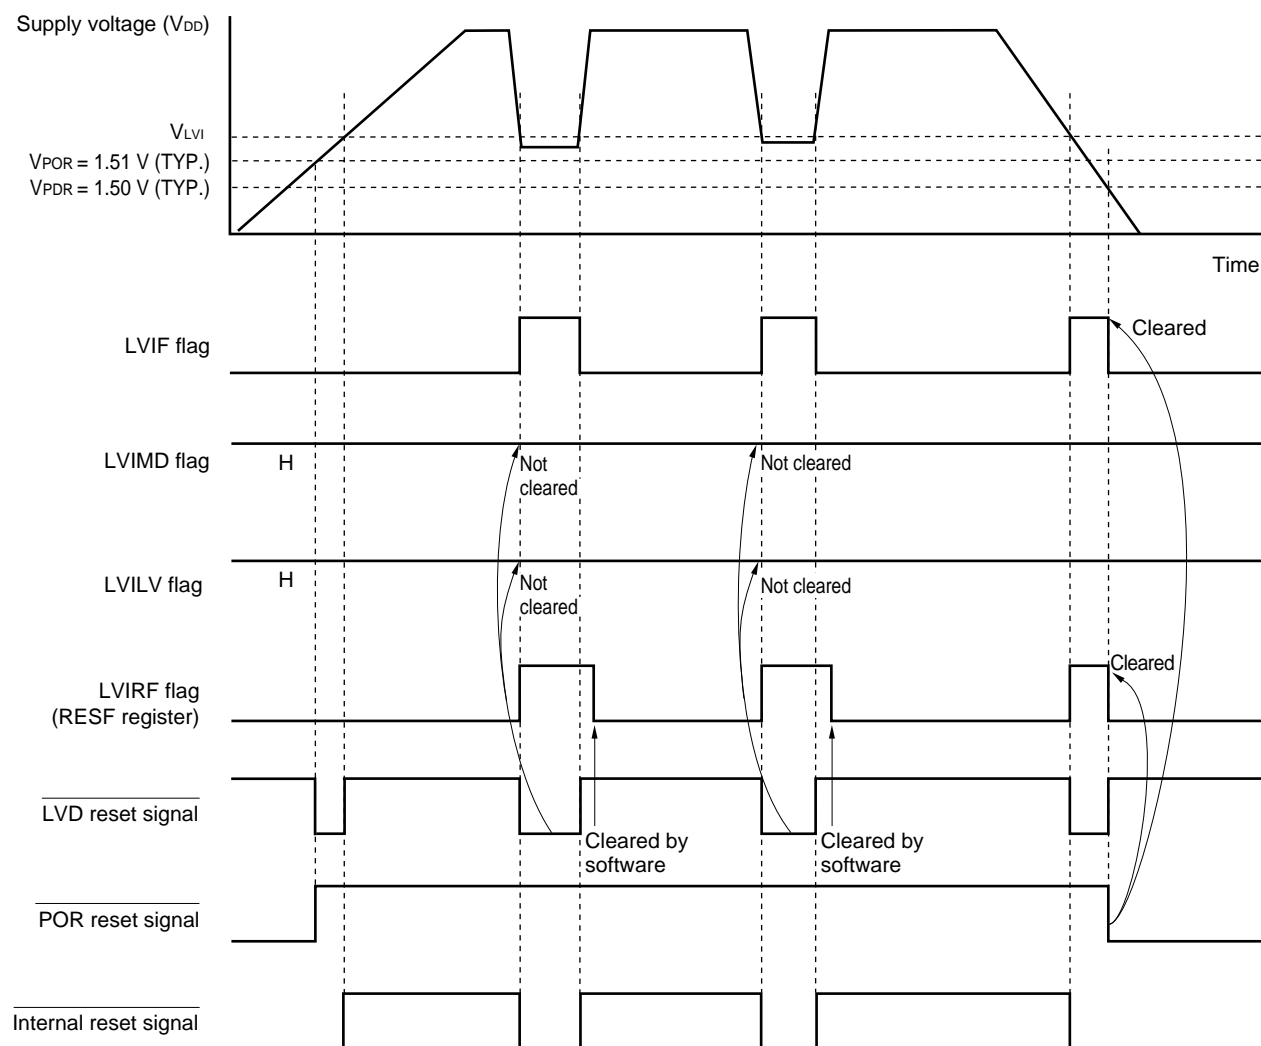 Supply voltage (VDD)
VLVI
VPOR = 1.51 V (TYP.)
VPDR = 1.50 V (TYP.)
Time
LVIF flag
Cleared
LVIMD flag
H
Not
cleared
Not cleared
LVILV flag
H
Not
cleared
Not cleared
LVIRF flag
(RESF register)
Cleared
LVD reset signal
Cleared by
software
Cleared by
software
POR reset signal
Internal reset signal